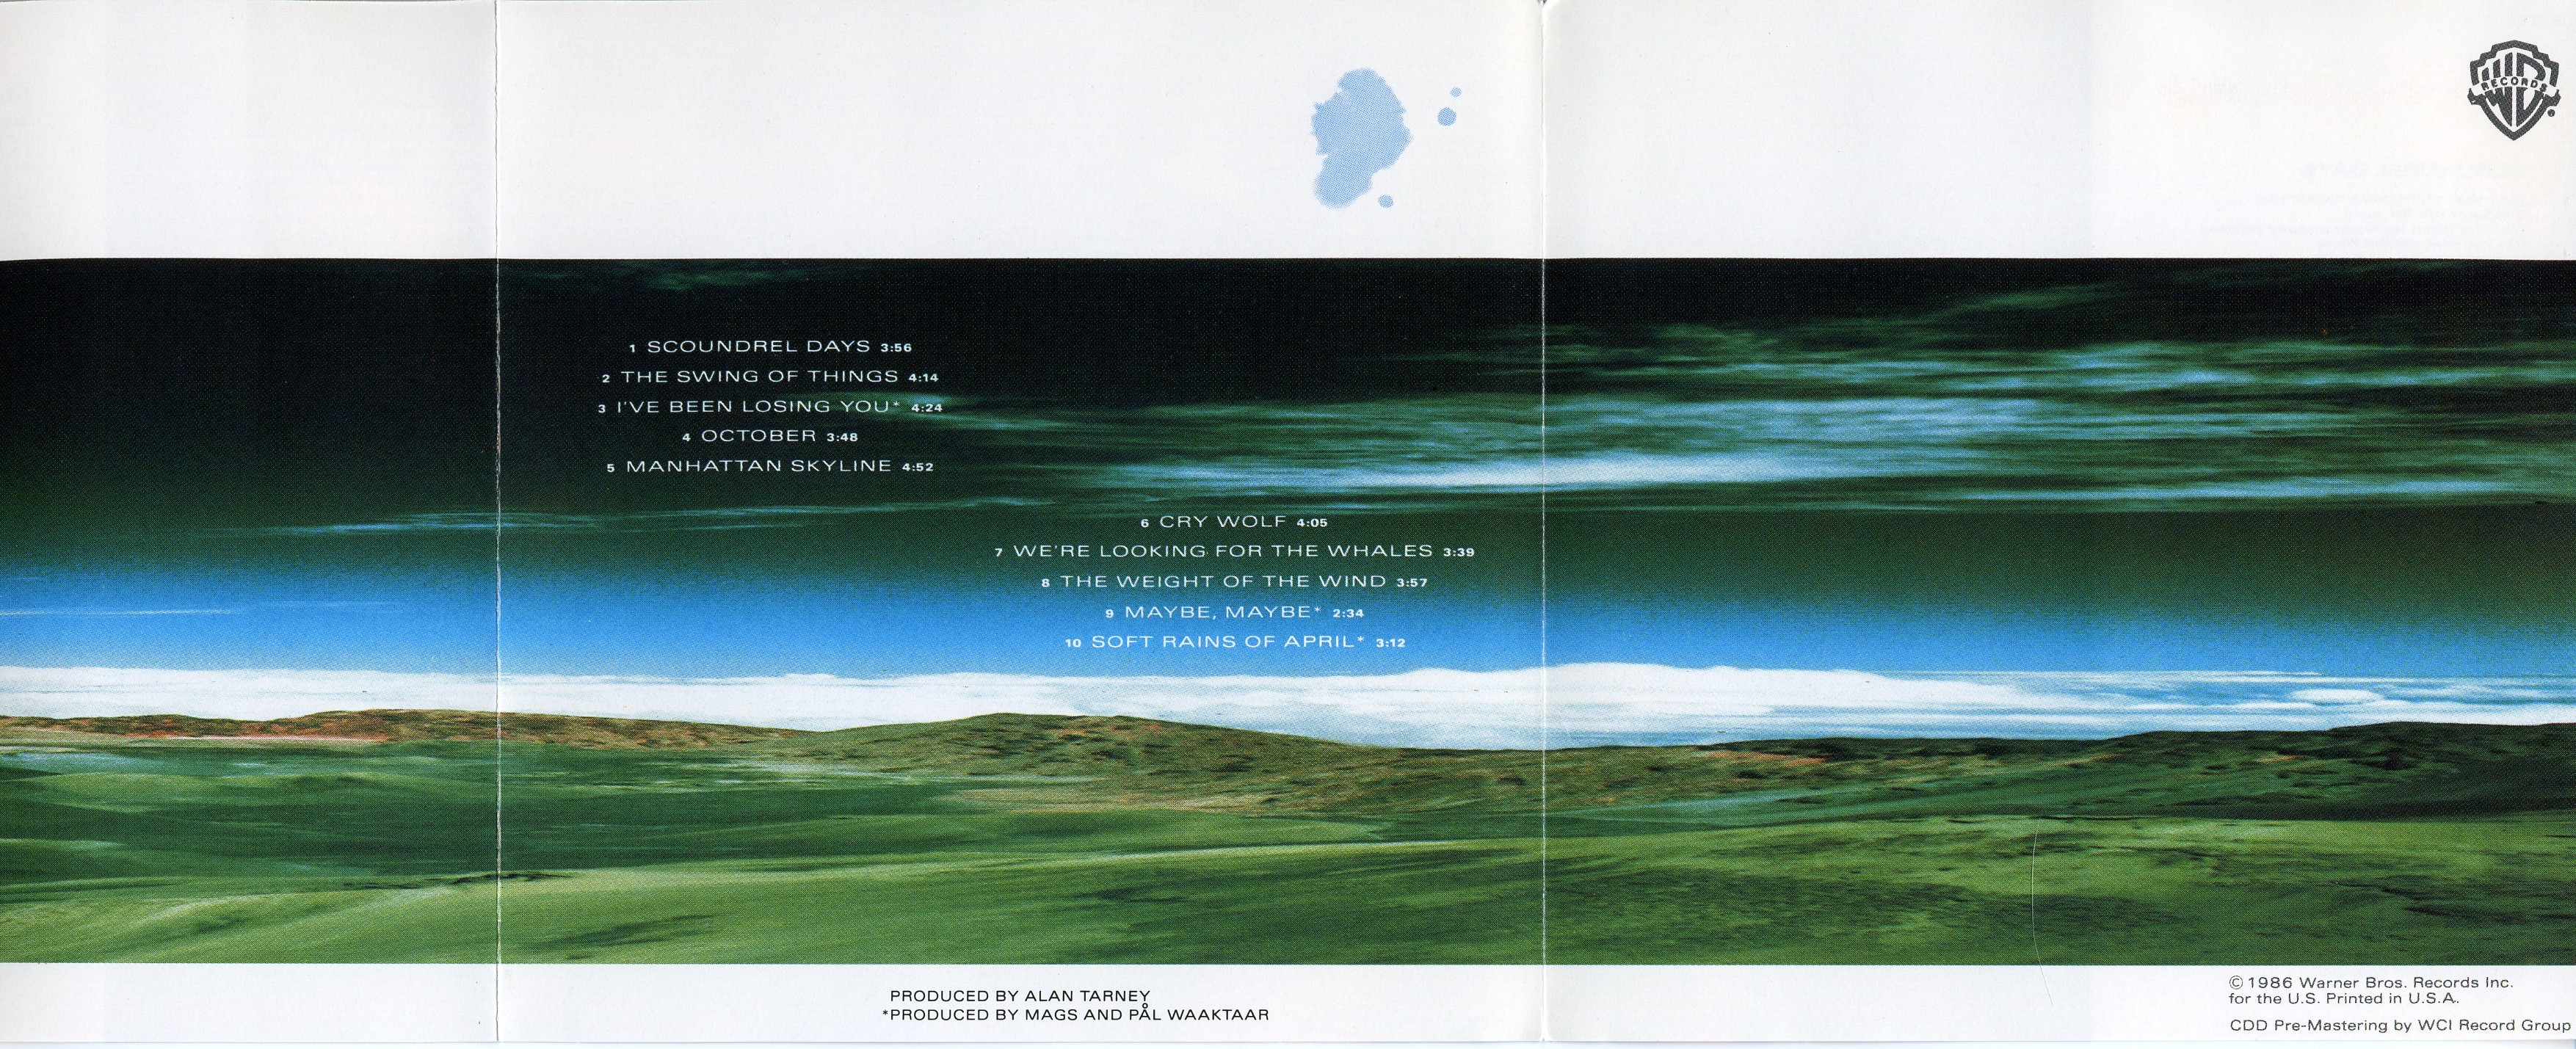 WB
RECORDS
1 SCOUNDREL DAYS 3:56
2 THE SWING OF THINGS 4:14
3 I'VE BEEN LOSING YOU* 4:24
4 OCTOBER 3:48
5 MANHATTAN SKYLINE 4:52
6 CRY WOLF 4:05
7 WE'RE LOOKING FOR THE WHALES 3:39
8 THE WEIGHT OF THE WIND 3:57
9 MAYBE, MAYBE* 2:34
10 SOFT RAINS OF APRIL* 3:12
PRODUCED BY ALAN TARNEY
*PRODUCED BY MAGS AND PÅL WAAKTAAR
©1986 Warner Bros. Records Inc.
for the U.S. Printed in U.S.A.
CDD Pre-Mastering by WCI Record Group